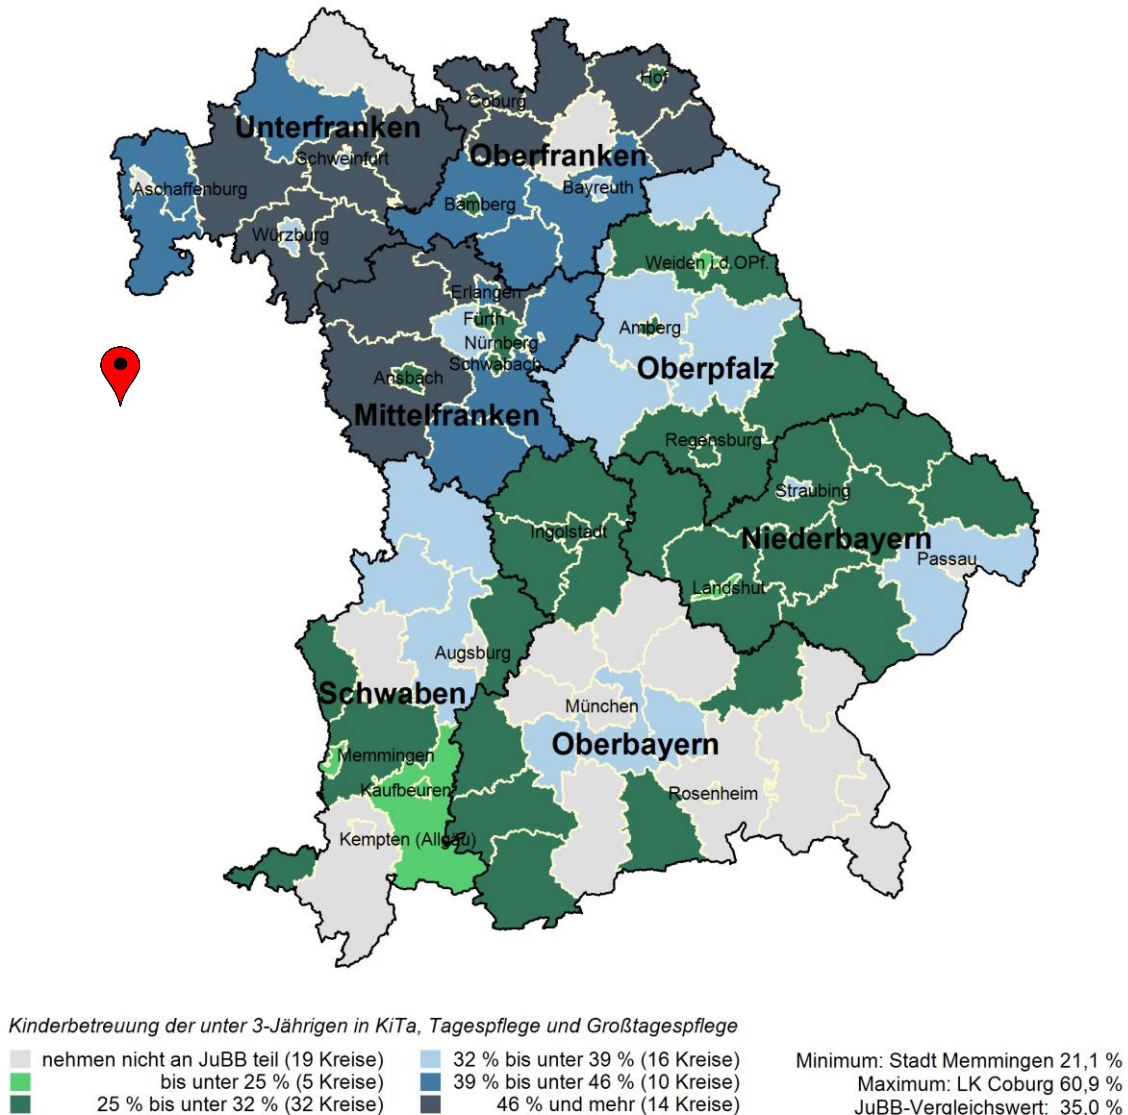 Hof
Coburg
Unterfranken
Schweinfurt
Oberfranken
Aschaffenburg
Bayreuth
Bamberg
Würzburg
Weiden i.d.OPf.
Erlangen
Fürth
Amberg
Nürnberg
Schwabach
Oberpfalz
Ansbach
Mittelfranken
Regensburg
Straubing
Ingolstadt
Niederbayern
Passau
Landshut
Augsburg
Schwaben
München
Oberbayern
Memmingen
Kaufbeuren
Rosenheim
Kempten (Allgäu)
Kinderbetreuung der unter 3-Jährigen in KiTa, Tagespflege und Großtagespflege
nehmen nicht an JuBB teil (19 Kreise)
bis unter 25 % (5 Kreise)
25 % bis unter 32 % (32 Kreise)
32 % bis unter 39 % (16 Kreise)
39 % bis unter 46 % (10 Kreise)
46 % und mehr (14 Kreise)
Minimum: Stadt Memmingen 21,1 %
Maximum: LK Coburg 60,9 %
JuBB-Vergleichswert: 35,0 %